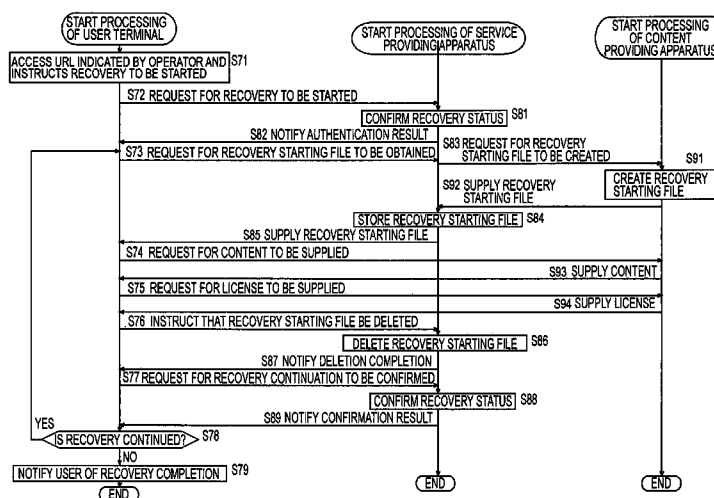 START PROCESSING
OF USER TERMINAL
START PROCESSING OF SERVICE
PROVIDING APPARATUS
START PROCESSING
OF CONTENT
PROVIDING APPARATUS
ACCESS URL INDICATED BY OPERATOR AND
INSTRUCTS RECOVERY TO BE STARTED
S71
S72 REQUEST FOR RECOVERY TO BE STARTED
CONFIRM RECOVERY STATUS
S81
S82 NOTIFY AUTHENTICATION RESULT
S83 REQUEST FOR RECOVERY
STARTING FILE TO BE CREATED
S73 REQUEST FOR RECOVERY STARTING FILE TO BE OBTAINED
S91
CREATE RECOVERY
STARTING FILE
S92 SUPPLY RECOVERY
STARTING FILE
STORE RECOVERY STARTING FILE
S84
S85 SUPPLY RECOVERY STARTING FILE
S74 REQUEST FOR CONTENT TO BE SUPPLIED
S93 SUPPLY CONTENT
S75 REQUEST FOR LICENSE TO BE SUPPLIED
S94 SUPPLY LICENSE
S76 INSTRUCT THAT RECOVERY STARTING FILE BE DELETED
DELETE RECOVERY STARTING FILE
S86
S87 NOTIFY DELETION COMPLETION
S77 REQUEST FOR RECOVERY CONTINUATION TO BE CONFIRMED
CONFIRM RECOVERY STATUS
S88
S89 NOTIFY CONFIRMATION RESULT
YES
IS RECOVERY CONTINUED?
S78
NO
NOTIFY USER OF RECOVERY COMPLETION
S79
END
END
END